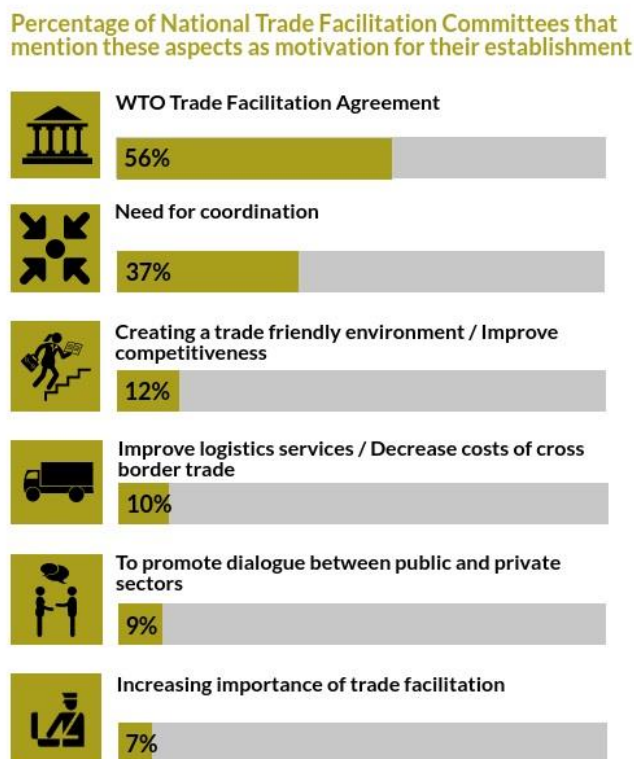 Percentage of National Trade Facilitation Committees that
mention these aspects as motivation for their establishment
WTO Trade Facilitation Agreement
56%
Need for coordination
37%
Creating a trade friendly environment / Improve
competitiveness
12%
Improve logistics services / Decrease costs of cross
border trade
10%
To promote dialogue between public and private
sectors
9%
Increasing importance of trade facilitation
7%